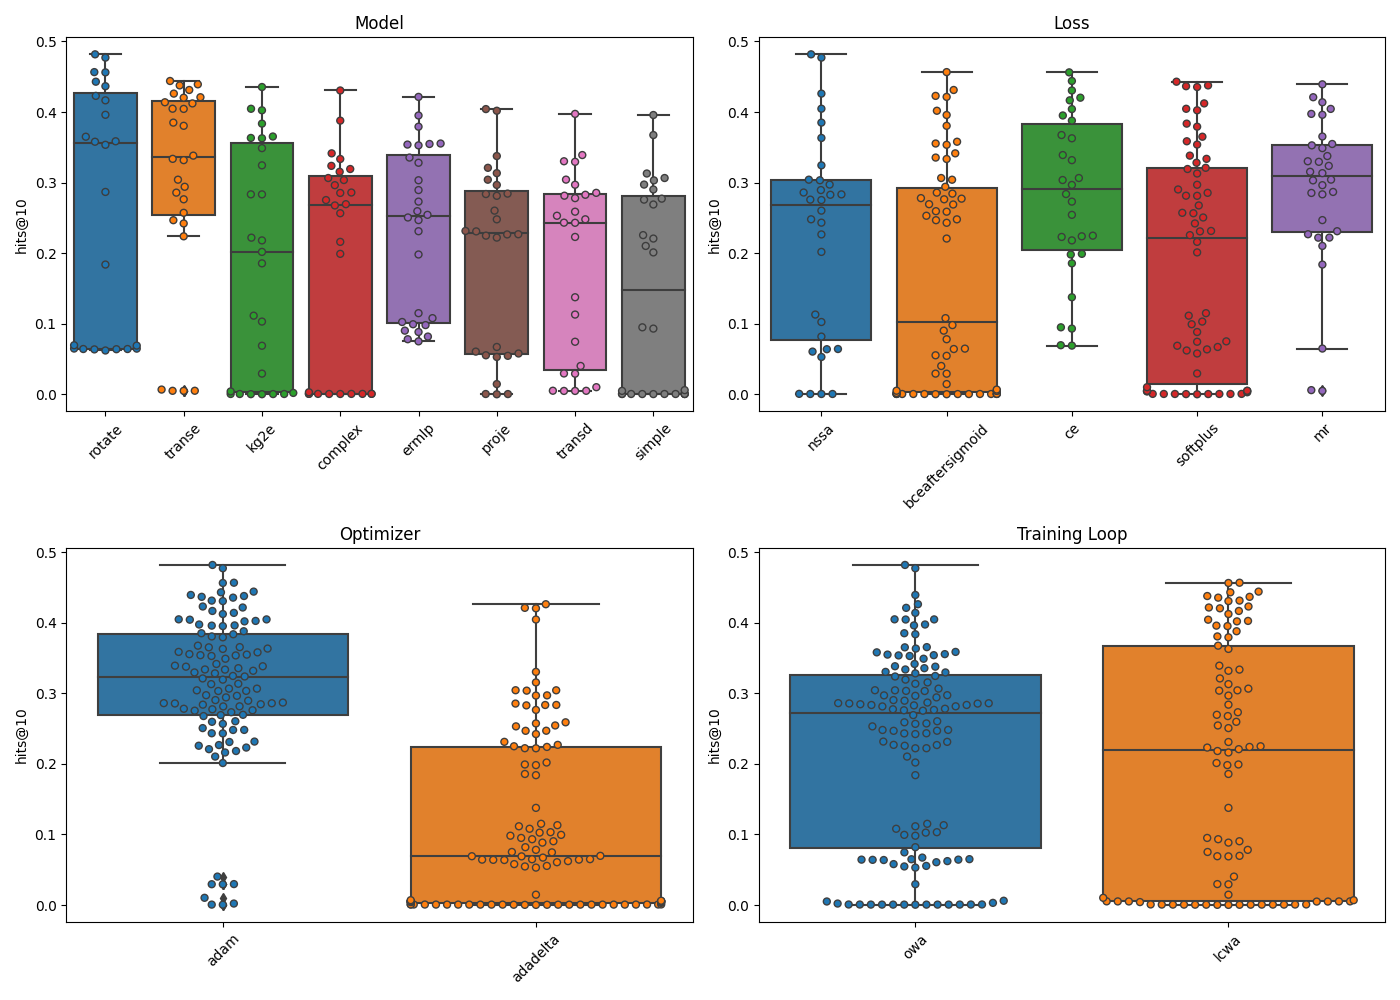 Model
hits@10
0.5
0.4
0.3
0.2
0.1
0.0
rotate
transe
kg2e
complex
ermlp
proje
transd
simple
Loss
hits@10
0.5
0.4
0.3
0.2
0.1
0.0
nssa
bceaftersigmoid
ce
softplus
mr
Optimizer
hits@10
0.5
0.4
0.3
0.2
0.1
0.0
adam
adadelta
Training Loop
hits@10
0.5
0.4
0.3
0.2
0.1
0.0
owa
lcwa